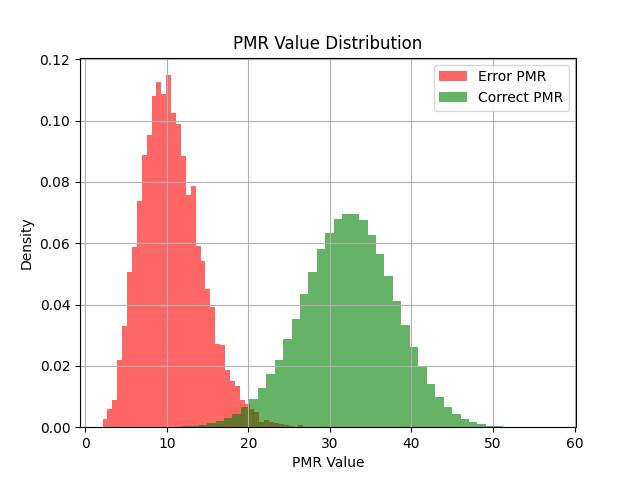 PMR Value Distribution
Error PMR
Correct PMR
0.12
0.10
0.08
0.06
0.04
0.02
0.00
Density
0 10 20 30 40 50 60
PMR Value